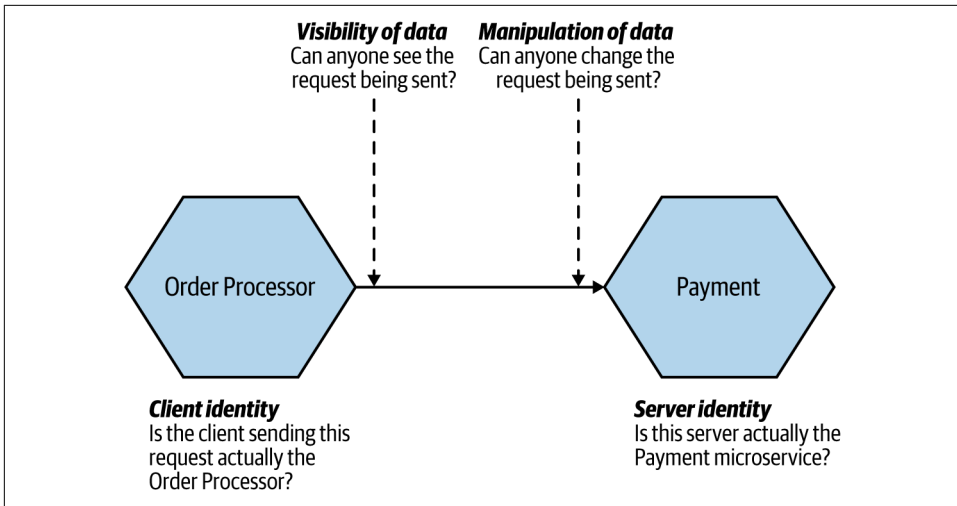 Visibility of data
Can anyone see the
request being sent?
Manipulation of data
Can anyone change the
request being sent?
Order Processor
Payment
Client identity
Is the client sending this
request actually the
Order Processor?
Server identity
Is this server actually the
Payment microservice?